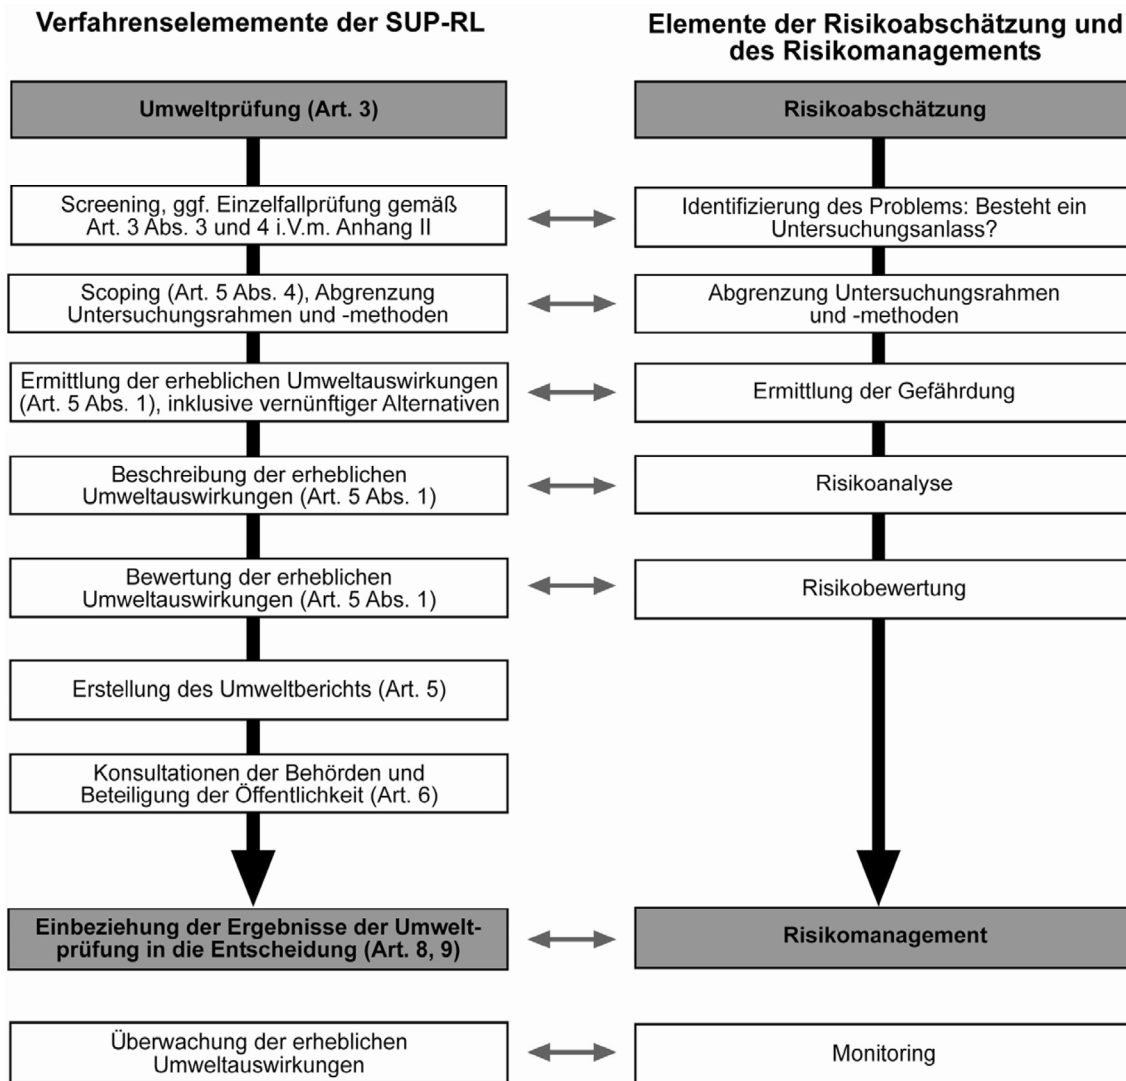 Verfahrenselememente der SUP-RL
Elemente der Risikoabschätzung und
des Risikomanagements
Umweltprüfung (Art. 3)
Risikoabschätzung
Screening, ggf. Einzelfallprüfung gemäß
Art. 3 Abs. 3 und 4 i.V.m. Anhang II
Identifizierung des Problems: Besteht ein
Untersuchungsanlass?
Scoping (Art. 5 Abs. 4), Abgrenzung
Untersuchungsrahmen und -methoden
Abgrenzung Untersuchungsrahmen
und -methoden
Ermittlung der erheblichen Umweltauswirkungen
(Art. 5 Abs. 1), inklusive vernünftiger Alternativen
Ermittlung der Gefährdung
Beschreibung der erheblichen
Umweltauswirkungen (Art. 5 Abs. 1)
Risikoanalyse
Bewertung der erheblichen
Umweltauswirkungen (Art. 5 Abs. 1)
Risikobewertung
Erstellung des Umweltberichts (Art. 5)
Konsultationen der Behörden und
Beteiligung der Öffentlichkeit (Art. 6)
Einbeziehung der Ergebnisse der Umwelt-
prüfung in die Entscheidung (Art. 8, 9)
Risikomanagement
Überwachung der erheblichen
Umweltauswirkungen
Monitoring